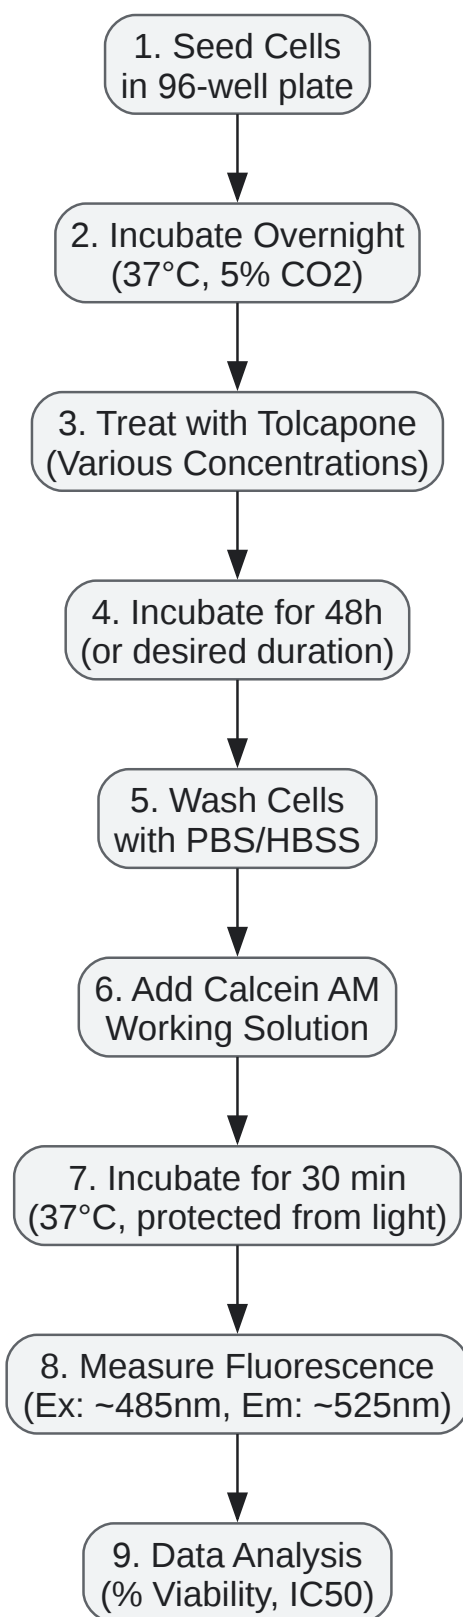 1. Seed Cells
in 96-well plate
2. Incubate Overnight
(37°C, 5% CO2)
3. Treat with Tolcapone
(Various Concentrations)
4. Incubate for 48h
(or desired duration)
5. Wash Cells
with PBS/HBSS
6. Add Calcein AM
Working Solution
7. Incubate for 30 min
(37°C, protected from light)
8. Measure Fluorescence
(Ex: ~485nm, Em: ~525nm)
9. Data Analysis
(% Viability, IC50)